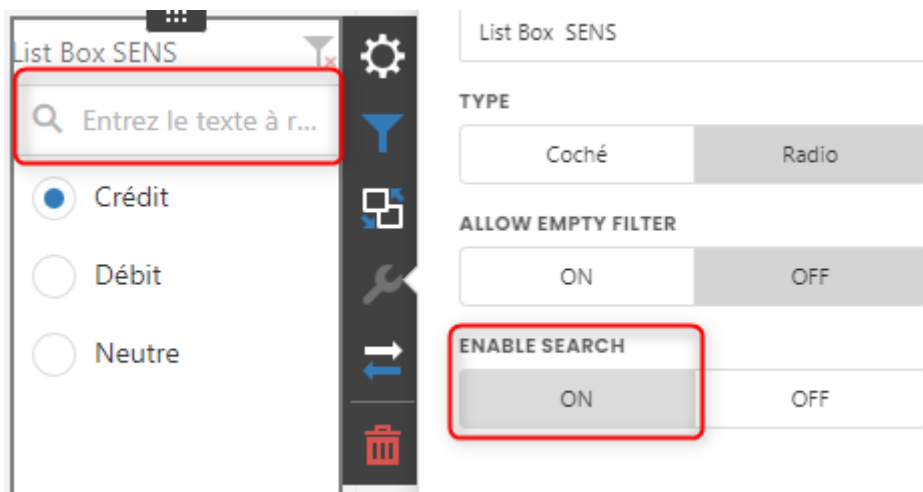 List Box SENS
Entrez le texte à r...
Crédit
Débit
Neutre
List Box SENS
TYPE
Coché Radio
ALLOW EMPTY FILTER
ON OFF
ENABLE SEARCH
ON OFF